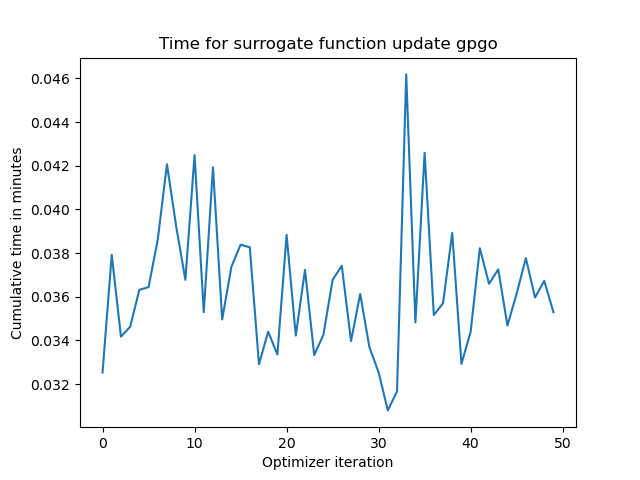 Time for surrogate function update gpgo
0.046
0.044
0.042
0.040
0.038
0.036
0.034
0.032
Cumulative time in minutes
0 10 20 30 40 50
Optimizer iteration